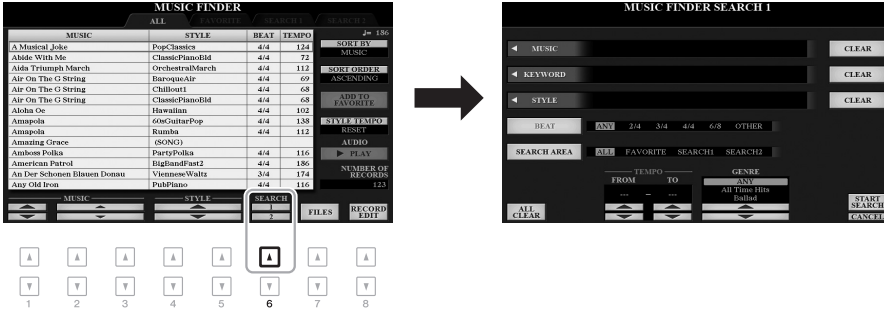 MUSIC FINDER
ALL FAVORITE SEARCH 1 SEARCH 2
MUSIC STYLE BEAT TEMPO
A Musical Joke PopClassics 4/4 124
Abide With Me ClassicPianoBld 4/4 72
Aida Triumph March OrchestralMarch 4/4 112
Air On The G String BaroqueAir 4/4 69
Air On The G String Chillout1 4/4 68
Air On The G String ClassicPianoBld 4/4 68
Aloha Oe Hawaiian 4/4 102
Amapola 60sGuitarPop 4/4 138
Amapola Rumba 4/4 112
Amazing Grace (SONG)
Amboss Polka PartyPolka 4/4 116
American Patrol BigBandFast2 4/4 186
An Der Schonen Blauen Donau VienneseWaltz 3/4 174
Any Old Iron PubPiano 4/4 116
♩= 186
SORT BY
MUSIC
SORT ORDER
ASCENDING
ADD TO
FAVORITE
STYLE TEMPO
RESET
AUDIO
▶ PLAY
NUMBER OF
RECORDS
123
MUSIC STYLE SEARCH
1
2
FILES
RECORD
EDIT
1 2 3 4 5 6 7 8
MUSIC FINDER SEARCH 1
MUSIC CLEAR
KEYWORD CLEAR
STYLE CLEAR
BEAT ANY 2/4 3/4 4/4 6/8 OTHER
SEARCH AREA ALL FAVORITE SEARCH1 SEARCH2
TEMPO
FROM TO
--- – ---
GENRE
ANY
All Time Hits
Ballad
ALL
CLEAR
START
SEARCH
CANCEL